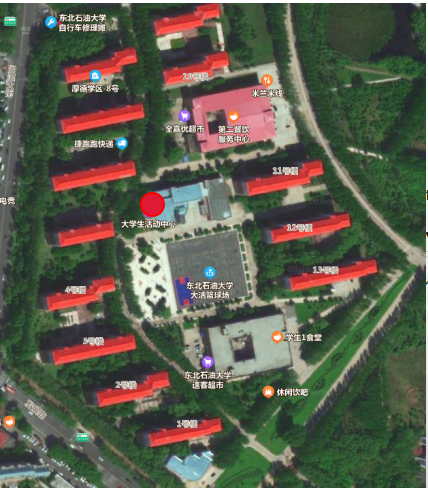 东北石油大学
自行车修理摊
10号楼
厚德学区-8号
米兰米线
全嘉优超市
第二餐饮
服务中心
捷跑跑快递
11号楼
电竞
大学生活动中心
12号楼
13号楼
东北石油大学
大活篮球场
4号楼
学生1食堂
3号楼
东北石油大学
速客超市
2号楼
休闲饮吧
1号楼